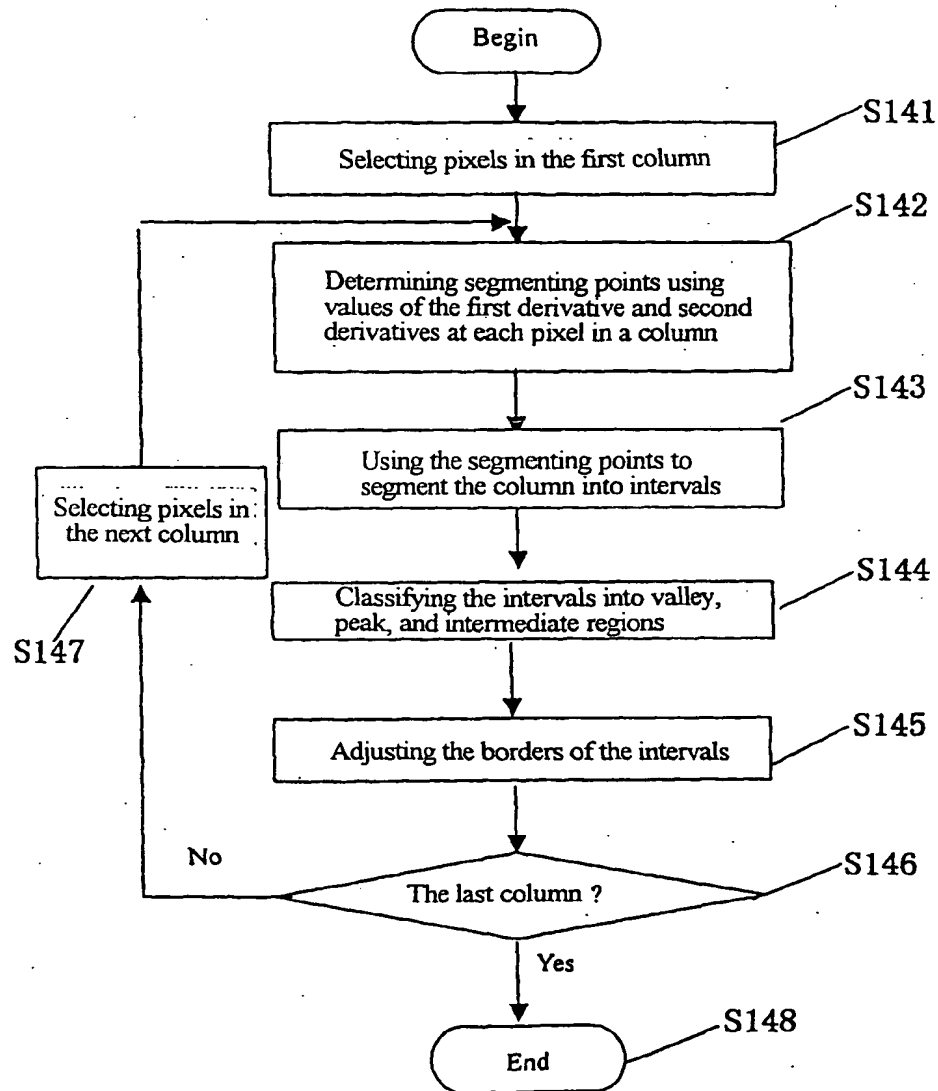 Begin
S141
Selecting pixels in the first column
S142
Determining segmenting points using
values of the first derivative and second
derivatives at each pixel in a column
S143
Using the segmenting points to
segment the column into intervals
Selecting pixels in
the next column
S147
S144
Classifying the intervals into valley,
peak, and intermediate regions
S145
Adjusting the borders of the intervals
No
S146
The last column ?
Yes
S148
End